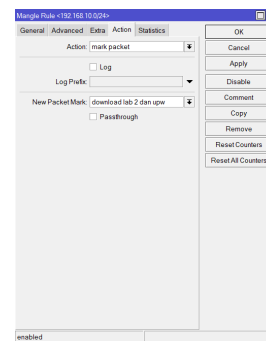 Mangle Rule <192.168.10.0/24>
General Advanced Extra Action Statistics
Action: mark packet
Log
Log Prefix:
New Packet Mark: download lab 2 dan upw
Passthrough
OK
Cancel
Apply
Disable
Comment
Copy
Remove
Reset Counters
Reset All Counters
enabled